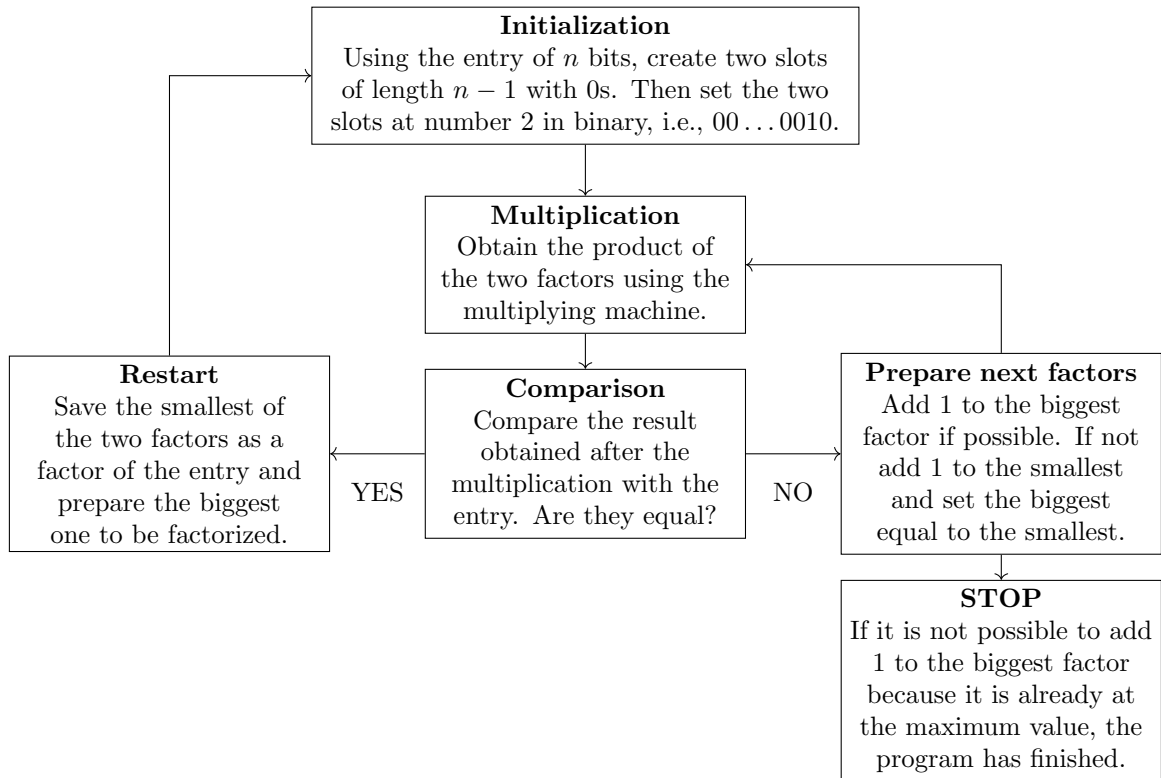 Initialization
Using the entry of n bits, create two slots
of length n − 1 with 0s. Then set the two
slots at number 2 in binary, i.e., 00 . . . 0010.
Multiplication
Obtain the product of
the two factors using the
multiplying machine.
Restart
Save the smallest of
the two factors as a
factor of the entry and
prepare the biggest
one to be factorized.
YES
Comparison
Compare the result
obtained after the
multiplication with the
entry. Are they equal?
NO
Prepare next factors
Add 1 to the biggest
factor if possible. If not
add 1 to the smallest
and set the biggest
equal to the smallest.
STOP
If it is not possible to add
1 to the biggest factor
because it is already at
the maximum value, the
program has finished.